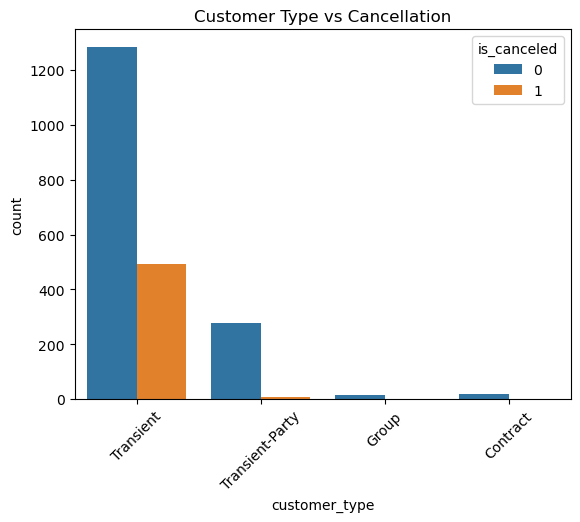 Customer Type vs Cancellation
is_canceled
0
1
1200
1000
800
600
400
200
0
count
Transient
Transient-Party
Group
Contract
customer_type